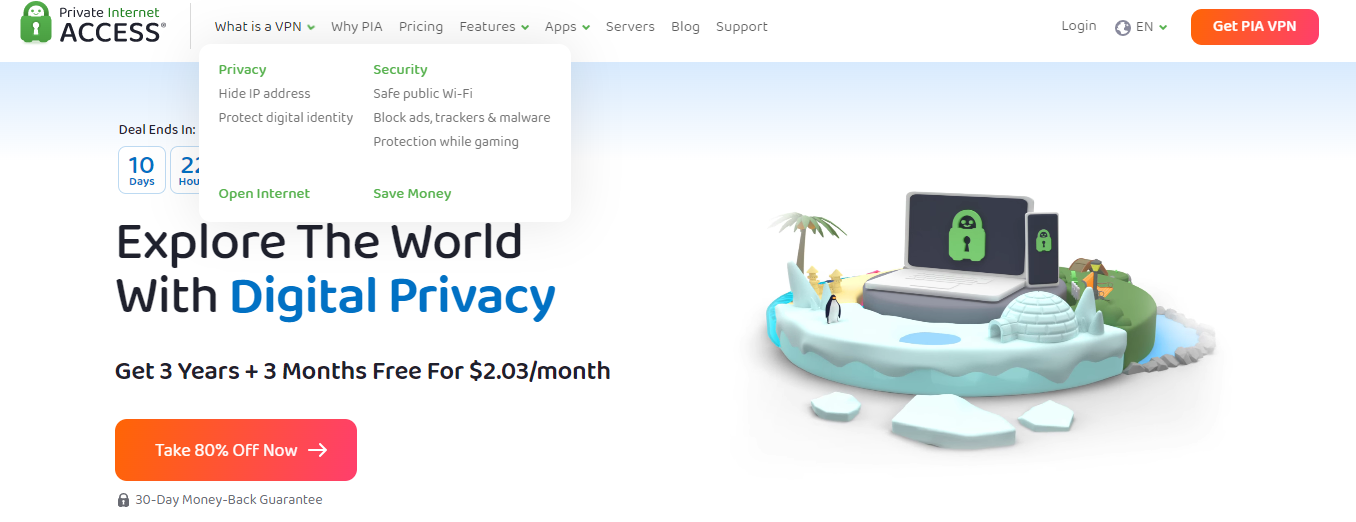 Private Internet
ACCESS®
What is a VPN
Why PIA
Pricing
Features
Apps
Servers
Blog
Support
Login
EN
Get PIA VPN
Privacy
Hide IP address
Protect digital identity
Security
Safe public Wi-Fi
Block ads, trackers & malware
Protection while gaming
Open Internet
Save Money
Deal Ends In:
10
Days
Explore The World
With Digital Privacy
Get 3 Years + 3 Months Free For $2.03/month
Take 80% Off Now
30-Day Money-Back Guarantee